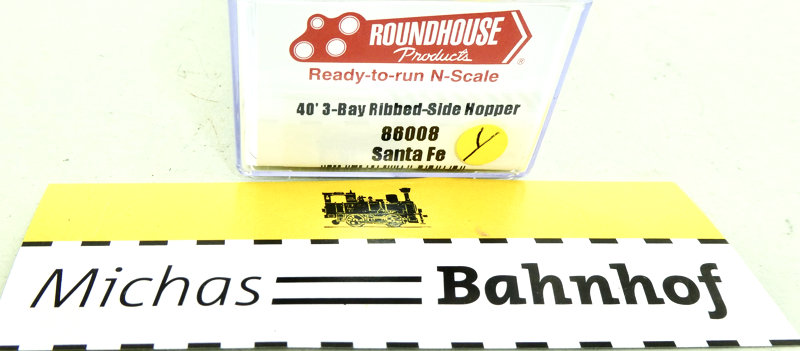 ROUNDHOUSE
Products ®
Ready-to-run N-Scale
40' 3-Bay Ribbed-Side Hopper
86008
Santa Fe
Michas Bahnhof